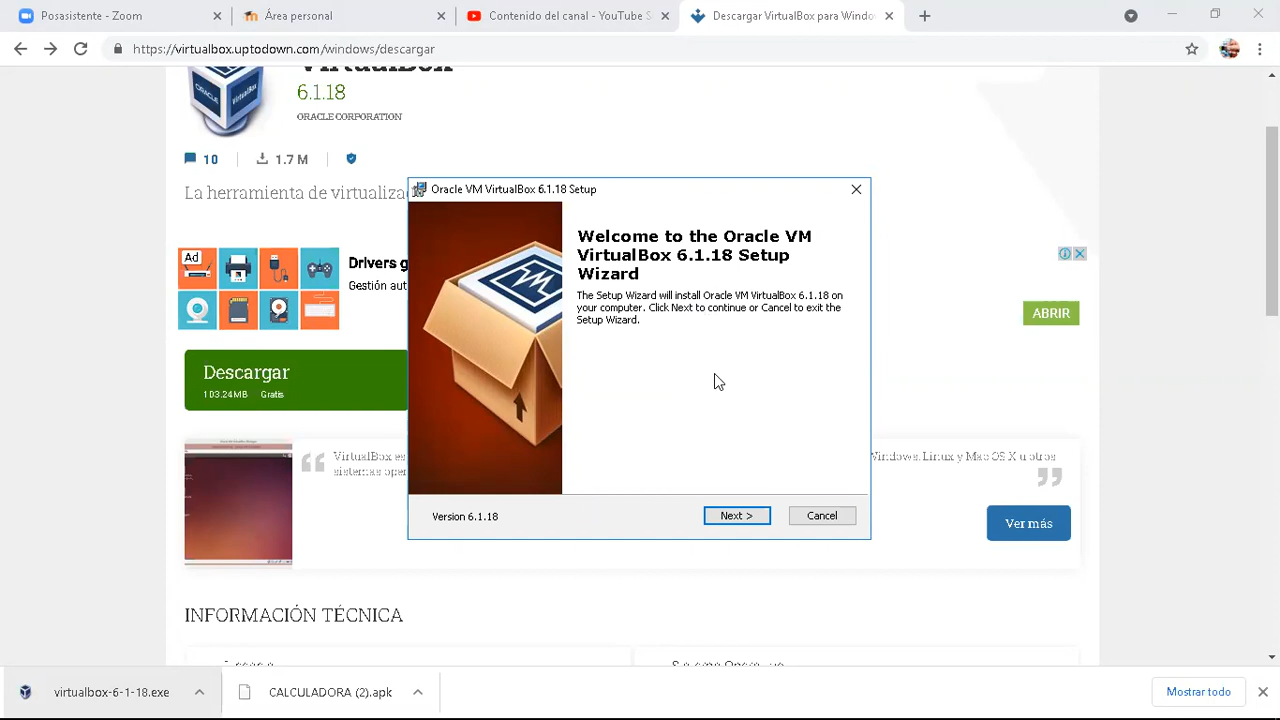 Posasistente - Zoom
Área personal
Contenido del canal - YouTube S
Descargar VirtualBox para Windo
https://virtualbox.uptodown.com/windows/descargar
VirtualBox
6.1.18
ORACLE CORPORATION
ORACLE
VirtualBox
10
1.7 M
La herramienta de virtualiza
Ad
Drivers g
Gestión aut
ABRIR
Descargar
103.24 MB Gratis
Oracle VM VirtualBox 6.1.18 Setup
Welcome to the Oracle VM
VirtualBox 6.1.18 Setup
Wizard
The Setup Wizard will install Oracle VM VirtualBox 6.1.18 on
your computer. Click Next to continue or Cancel to exit the
Setup Wizard.
Version 6.1.18
Next >
Cancel
VirtualBox es
sistemas oper
Windows, Linux y Mac OS X u otros
Ver más
INFORMACIÓN TÉCNICA
virtualbox-6-1-18.exe
CALCULADORA (2).apk
Mostrar todo